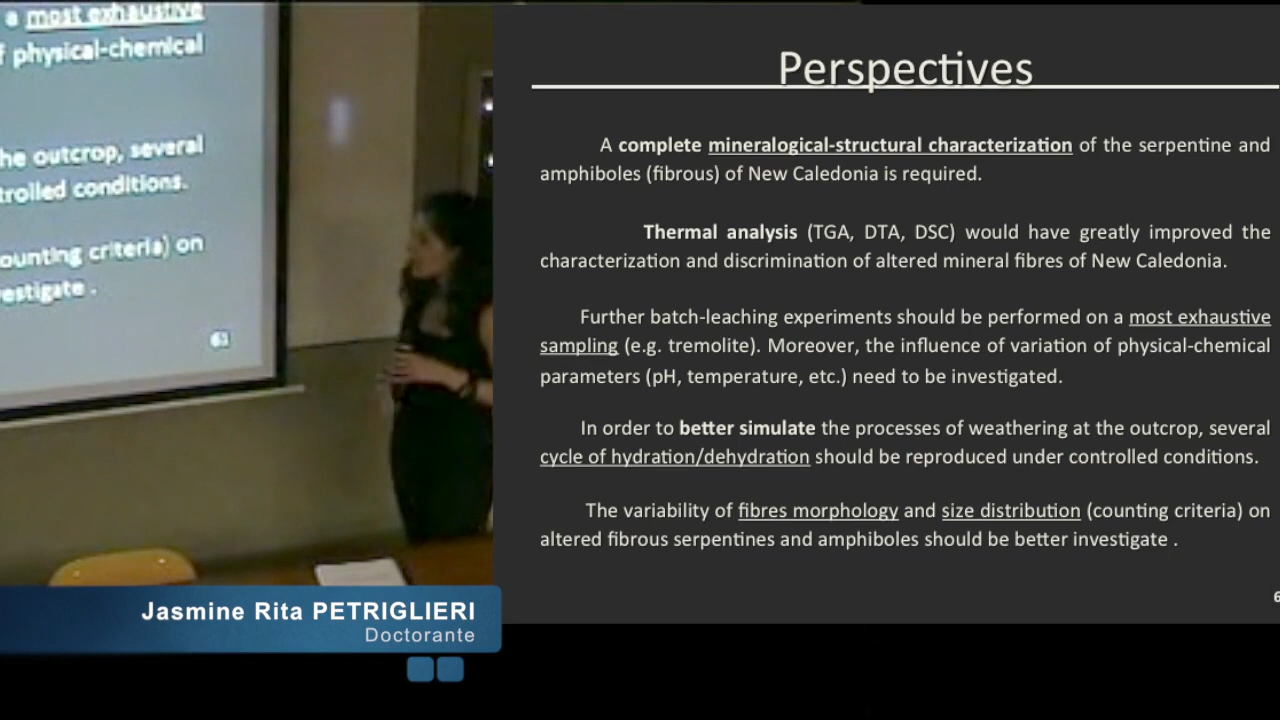 a most exhaustive
f physical-chemical
he outcrop, several
trolled conditions.
ounting criteria) on
estigate .
61
Jasmine Rita PETRIGLIERI
Doctorante
Perspectives
A complete mineralogical-structural characterization of the serpentine and
amphiboles (fibrous) of New Caledonia is required.
Thermal analysis (TGA, DTA, DSC) would have greatly improved the
characterization and discrimination of altered mineral fibres of New Caledonia.
Further batch-leaching experiments should be performed on a most exhaustive
sampling (e.g. tremolite). Moreover, the influence of variation of physical-chemical
parameters (pH, temperature, etc.) need to be investigated.
In order to better simulate the processes of weathering at the outcrop, several
cycle of hydration/dehydration should be reproduced under controlled conditions.
The variability of fibres morphology and size distribution (counting criteria) on
altered fibrous serpentines and amphiboles should be better investigate .
6